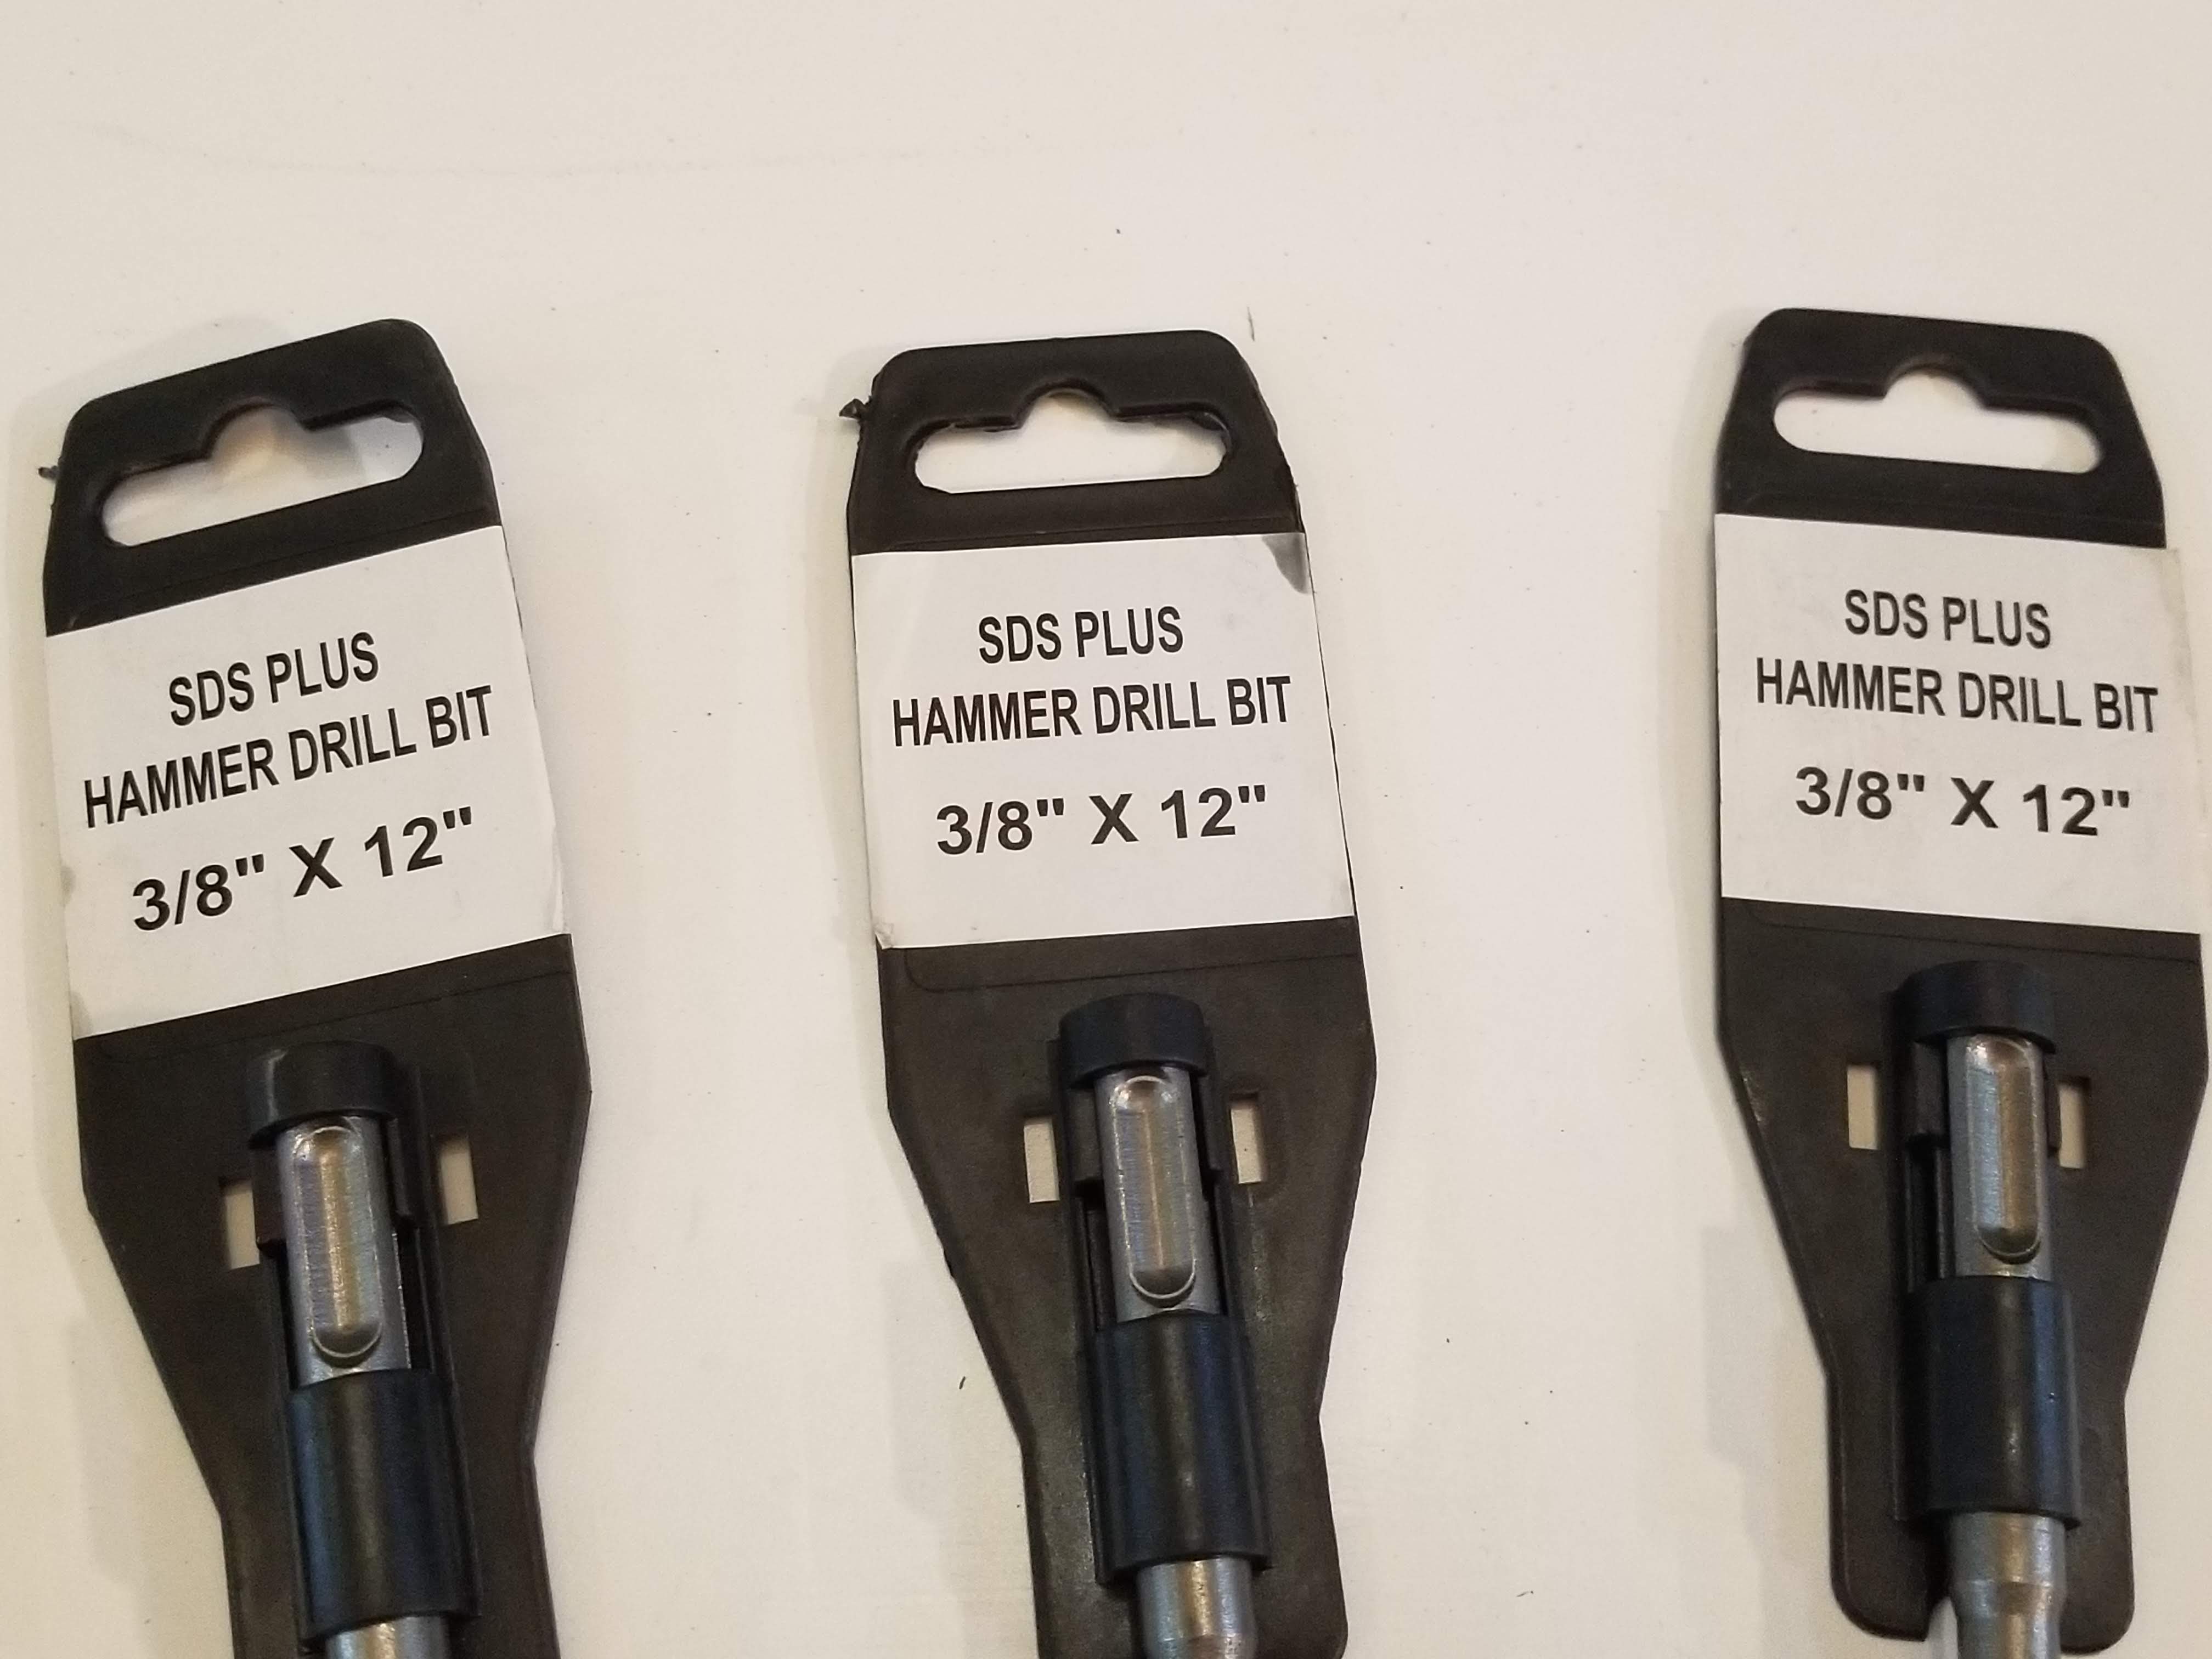 SDS PLUS
HAMMER DRILL BIT
3/8" X 12"
SDS PLUS
HAMMER DRILL BIT
3/8" X 12"
SDS PLUS
HAMMER DRILL BIT
3/8" X 12"